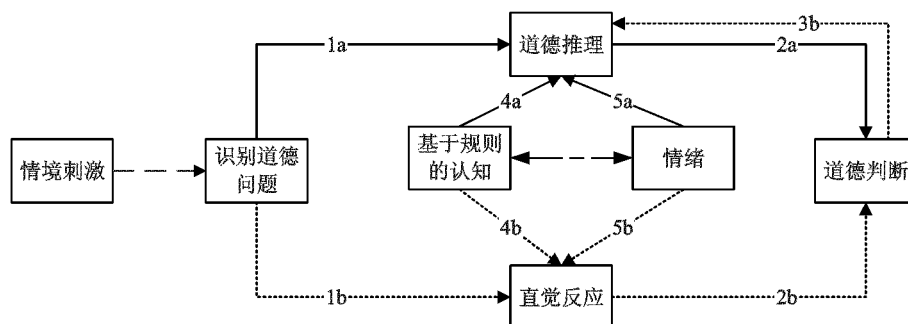 1a
道德推理
3b
2a
4a
5a
情境刺激
识别道德
问题
基于规则
的认知
情绪
道德判断
4b
5b
1b
直觉反应
2b